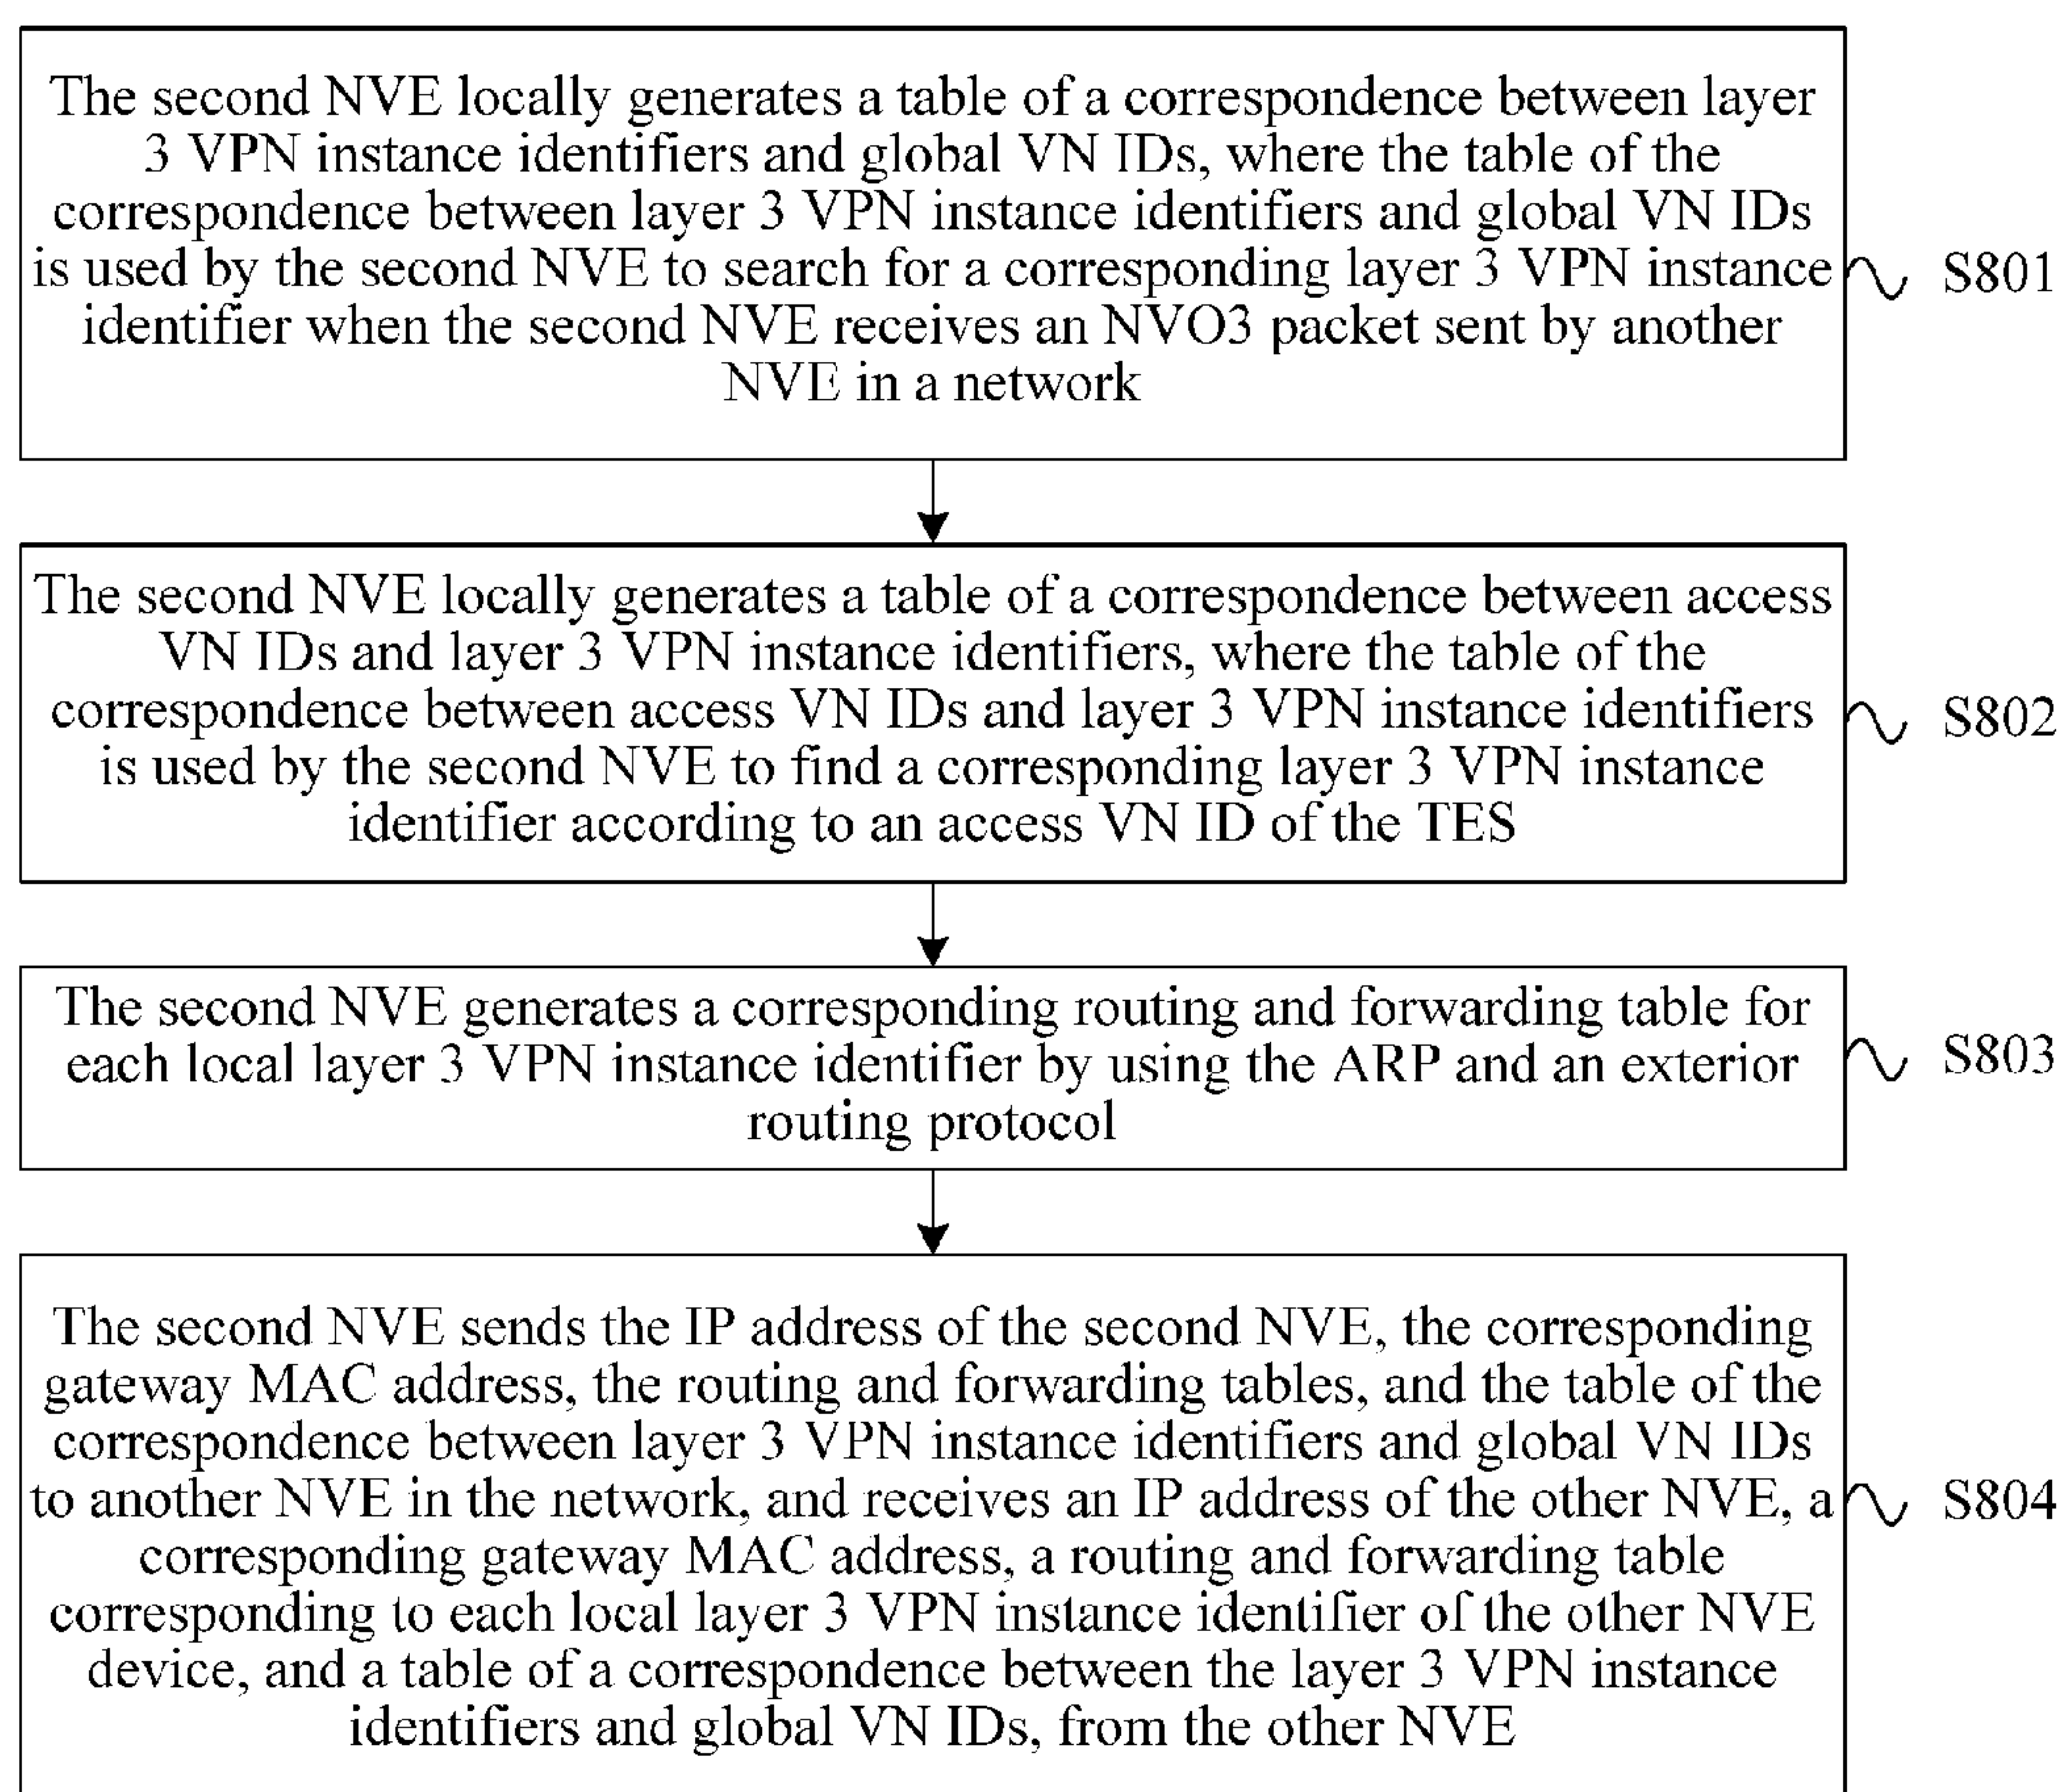 The second NVE locally generates a table of a correspondence between layer
3 VPN instance identifiers and global VN IDs, where the table of the
correspondence between layer 3 VPN instance identifiers and global VN IDs
is used by the second NVE to search for a corresponding layer 3 VPN instance
identifier when the second NVE receives an NVO3 packet sent by another
NVE in a network
S801
The second NVE locally generates a table of a correspondence between access
VN IDs and layer 3 VPN instance identifiers, where the table of the
correspondence between access VN IDs and layer 3 VPN instance identifiers
is used by the second NVE to find a corresponding layer 3 VPN instance
identifier according to an access VN ID of the TES
S802
The second NVE generates a corresponding routing and forwarding table for
each local layer 3 VPN instance identifier by using the ARP and an exterior
routing protocol
S803
The second NVE sends the IP address of the second NVE, the corresponding
gateway MAC address, the routing and forwarding tables, and the table of the
correspondence between layer 3 VPN instance identifiers and global VN IDs
to another NVE in the network, and receives an IP address of the other NVE, a
corresponding gateway MAC address, a routing and forwarding table
corresponding to each local layer 3 VPN instance identifier of the other NVE
device, and a table of a correspondence between the layer 3 VPN instance
identifiers and global VN IDs, from the other NVE
S804